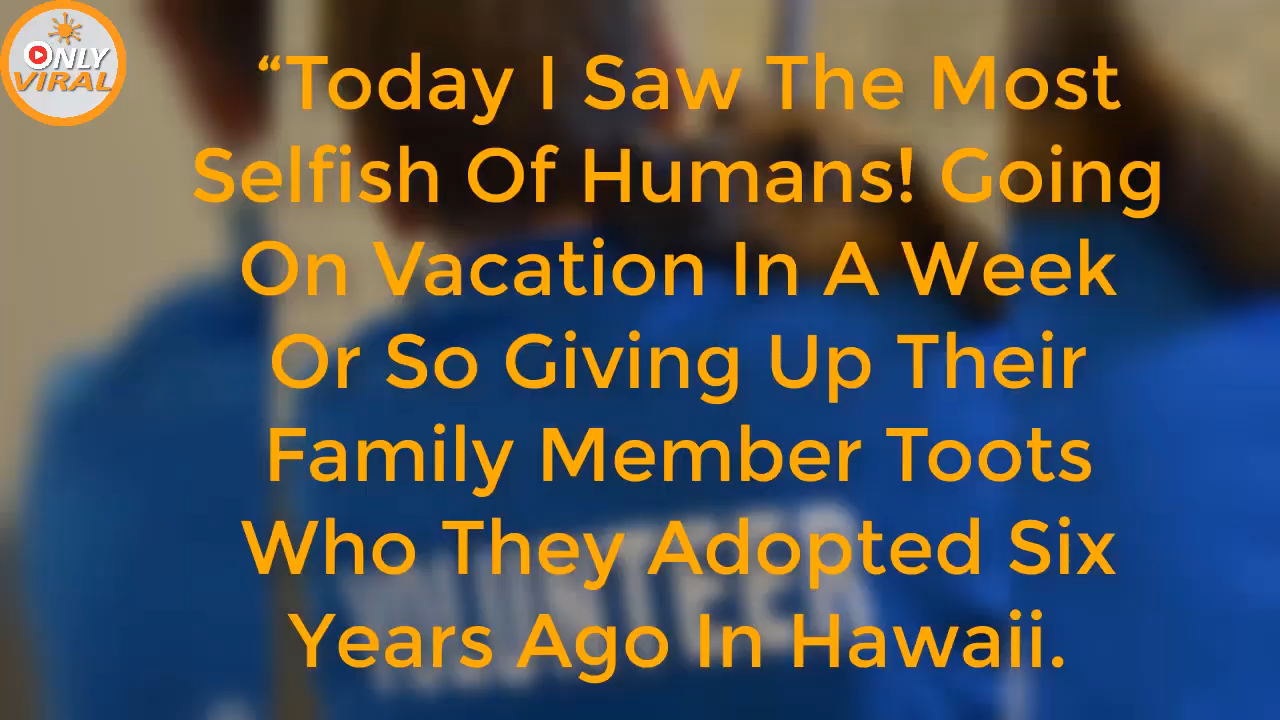 ONLY
VIRAL
“Today I Saw The Most
Selfish Of Humans! Going
On Vacation In A Week
Or So Giving Up Their
Family Member Toots
Who They Adopted Six
Years Ago In Hawaii.
VOLUNTEER